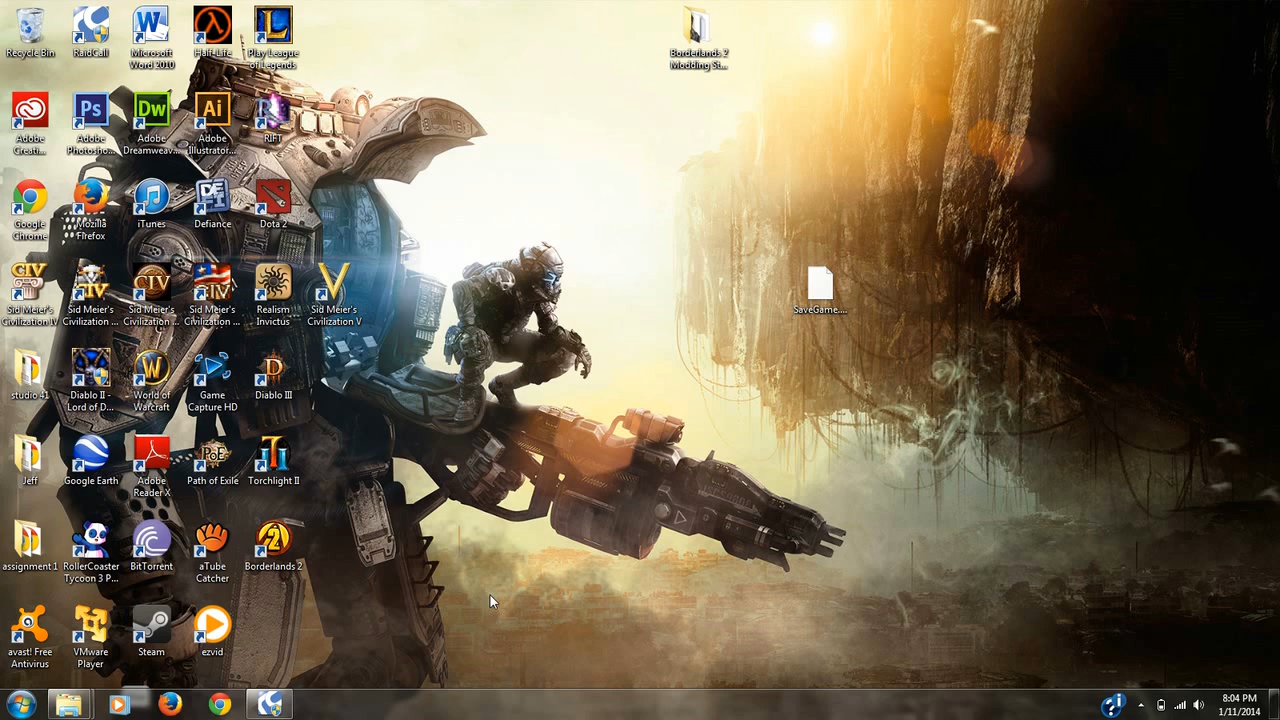 Recycle Bin
RaidCall
Microsoft
Word 2010
Half-Life
Play League
of Legends
Borderlands 2
Modding St...
Adobe
Creati...
Ps
Adobe
Photosho...
Dw
Adobe
Dreamweav...
Ai
Adobe
Illustrator...
RIFT
Google
Chrome
Mozilla
Firefox
iTunes
Defiance
Dota 2
Sid Meier's
Civilization IV
Sid Meier's
Civilization ...
Sid Meier's
Civilization ...
Sid Meier's
Civilization ...
Realism
Invictus
Sid Meier's
Civilization V
SaveGame....
studio 41
Diablo II -
Lord of D...
World of
Warcraft
Game
Capture HD
Diablo III
Jeff
Google Earth
Adobe
Reader X
Path of Exile
Torchlight II
assignment 1
RollerCoaster
Tycoon 3 P...
BitTorrent
aTube
Catcher
Borderlands 2
avast! Free
Antivirus
VMware
Player
Steam
ezvid
8:04 PM
1/11/2014